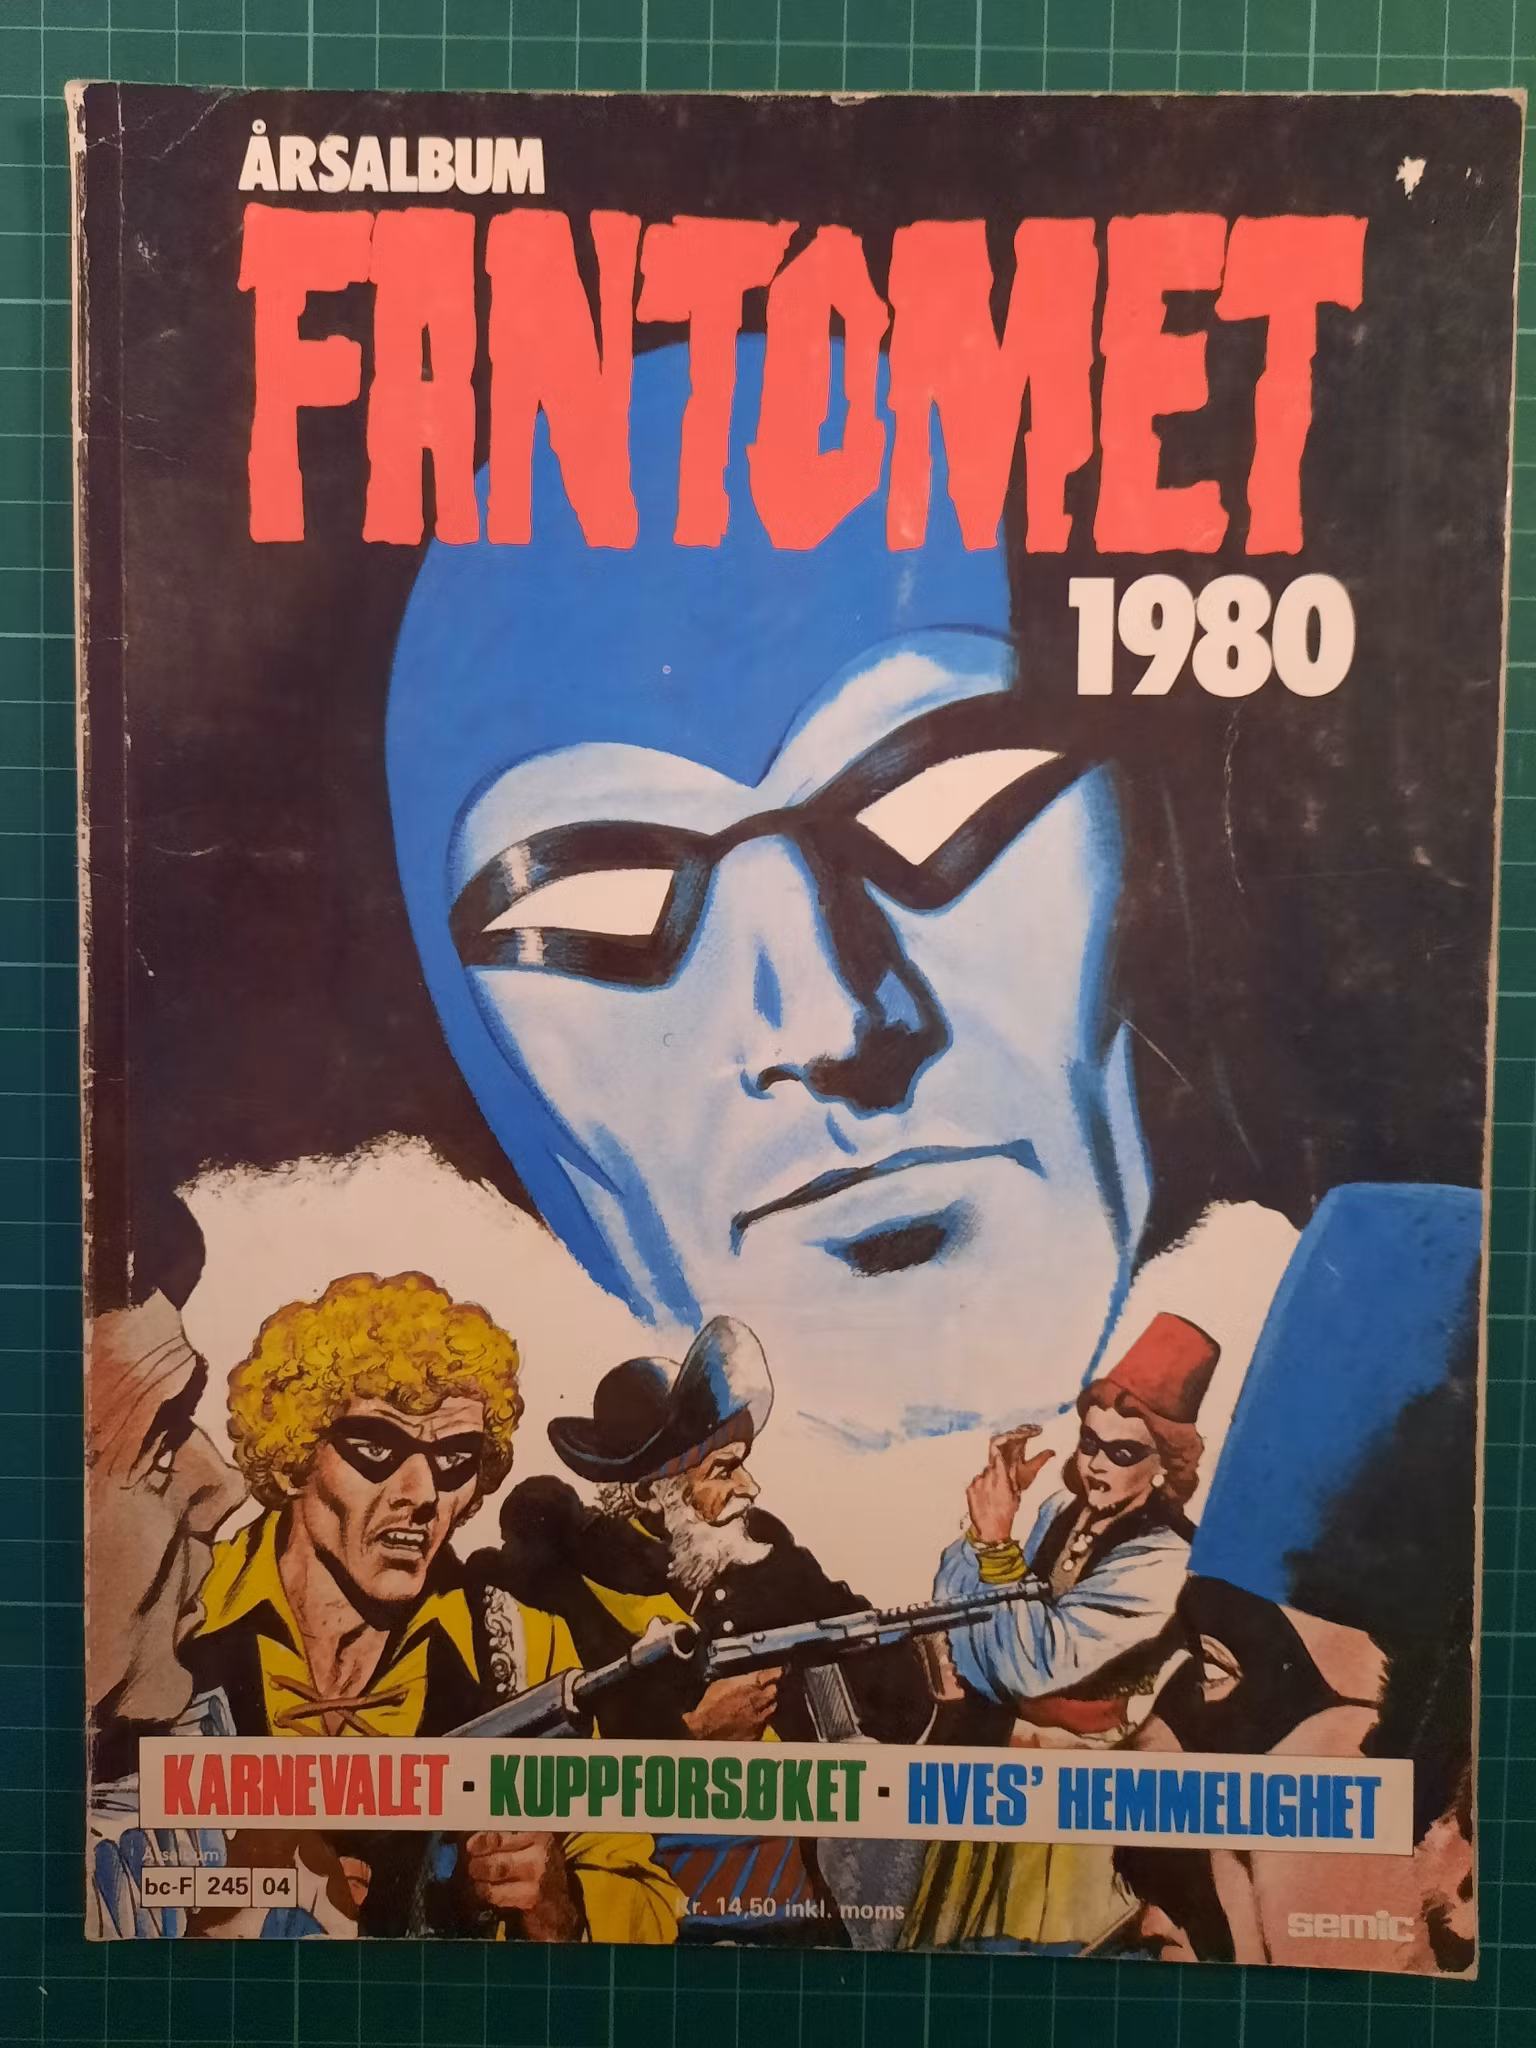 ÅRSALBUM
FANTOMET
1980
KARNEVALET · KUPPFORSØKET · HVES' HEMMELIGHET
Årsalbum
bc-F 245 04
Kr. 14,50 inkl. moms
semic